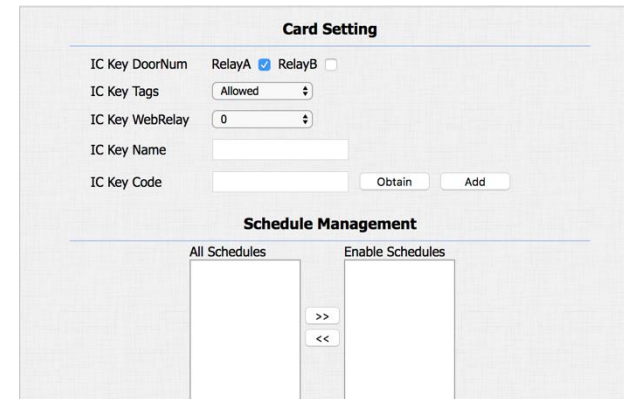 Card Setting
IC Key DoorNum RelayA RelayB
IC Key Tags Allowed
IC Key WebRelay 0
IC Key Name
IC Key Code Obtain Add
Schedule Management
All Schedules Enable Schedules
>>
<<